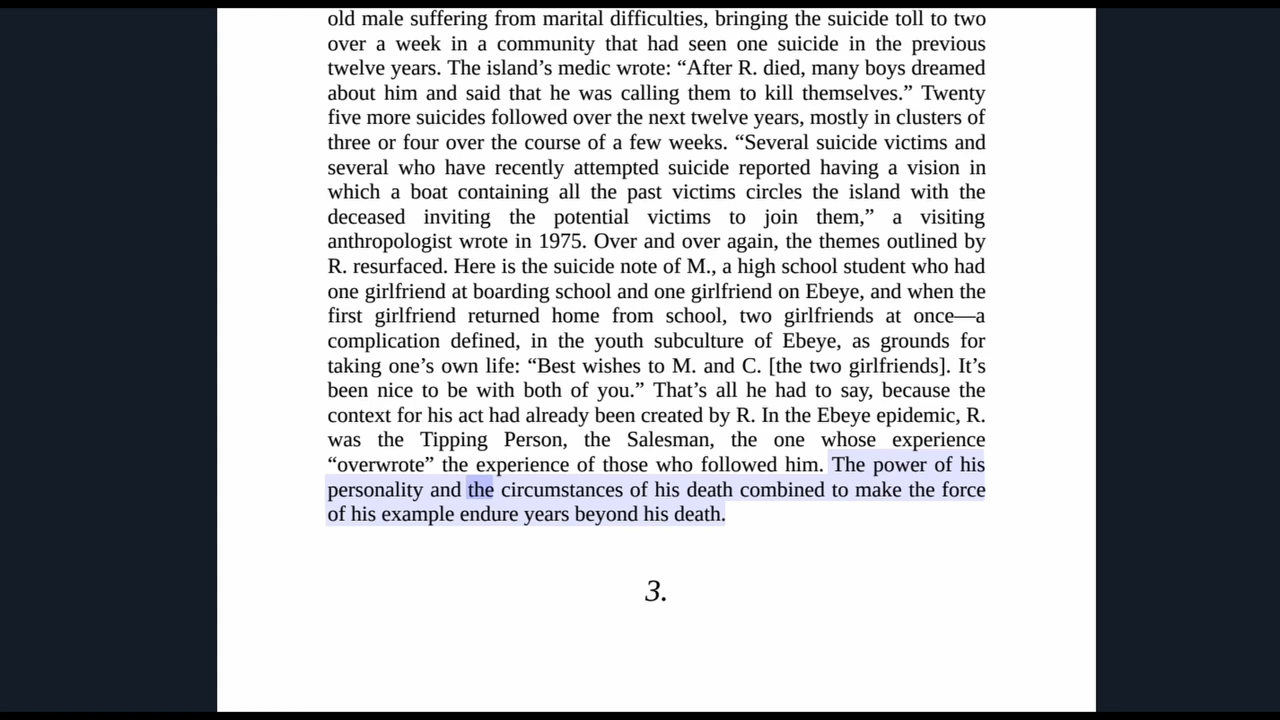 old male suffering from marital difficulties, bringing the suicide toll to two
over a week in a community that had seen one suicide in the previous
twelve years. The island’s medic wrote: “After R. died, many boys dreamed
about him and said that he was calling them to kill themselves.” Twenty
five more suicides followed over the next twelve years, mostly in clusters of
three or four over the course of a few weeks. “Several suicide victims and
several who have recently attempted suicide reported having a vision in
which a boat containing all the past victims circles the island with the
deceased inviting the potential victims to join them,” a visiting
anthropologist wrote in 1975. Over and over again, the themes outlined by
R. resurfaced. Here is the suicide note of M., a high school student who had
one girlfriend at boarding school and one girlfriend on Ebeye, and when the
first girlfriend returned home from school, two girlfriends at once—a
complication defined, in the youth subculture of Ebeye, as grounds for
taking one’s own life: “Best wishes to M. and C. [the two girlfriends]. It’s
been nice to be with both of you.” That’s all he had to say, because the
context for his act had already been created by R. In the Ebeye epidemic, R.
was the Tipping Person, the Salesman, the one whose experience
“overwrote” the experience of those who followed him. The power of his
personality and the circumstances of his death combined to make the force
of his example endure years beyond his death.
3.